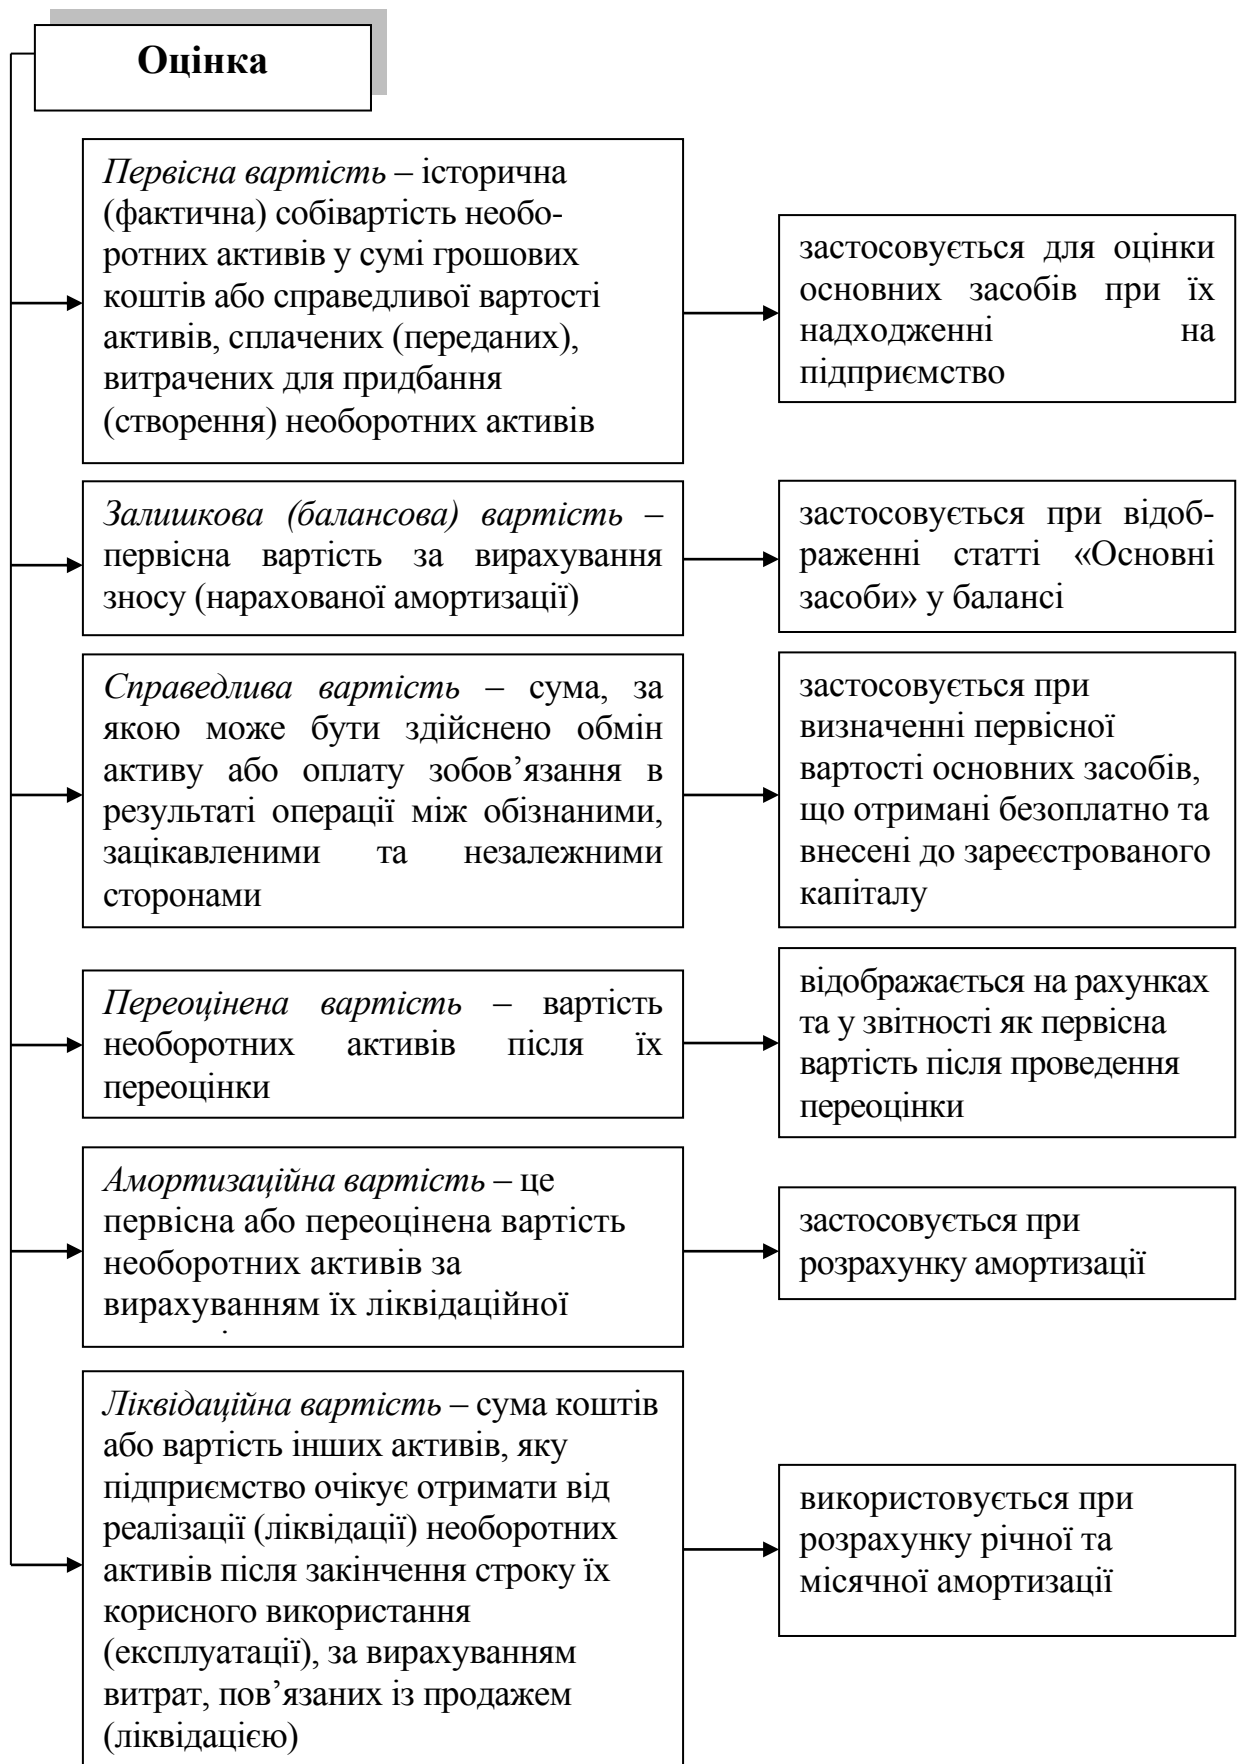 Оцінка
Первісна вартість – історична
(фактична) собівартість необо-
ротних активів у сумі грошових
коштів або справедливої вартості
активів, сплачених (переданих),
витрачених для придбання
(створення) необоротних активів
застосовується для оцінки
основних засобів при їх
надходженні на
підприємство
Залишкова (балансова) вартість –
первісна вартість за вирахування
зносу (нарахованої амортизації)
застосовується при відоб-
раженні статті «Основні
засоби» у балансі
Справедлива вартість – сума, за
якою може бути здійснено обмін
активу або оплату зобов’язання в
результаті операції між обізнаними,
зацікавленими та незалежними
сторонами
застосовується при
визначенні первісної
вартості основних засобів,
що отримані безоплатно та
внесені до зареєстрованого
капіталу
Переоцінена вартість – вартість
необоротних активів після їх
переоцінки
відображається на рахунках
та у звітності як первісна
вартість після проведення
переоцінки
Амортизаційна вартість – це
первісна або переоцінена вартість
необоротних активів за
вирахуванням їх ліквідаційної
застосовується при
розрахунку амортизації
Ліквідаційна вартість – сума коштів
або вартість інших активів, яку
підприємство очікує отримати від
реалізації (ліквідації) необоротних
активів після закінчення строку їх
корисного використання
(експлуатації), за вирахуванням
витрат, пов’язаних із продажем
(ліквідацією)
використовується при
розрахунку річної та
місячної амортизації